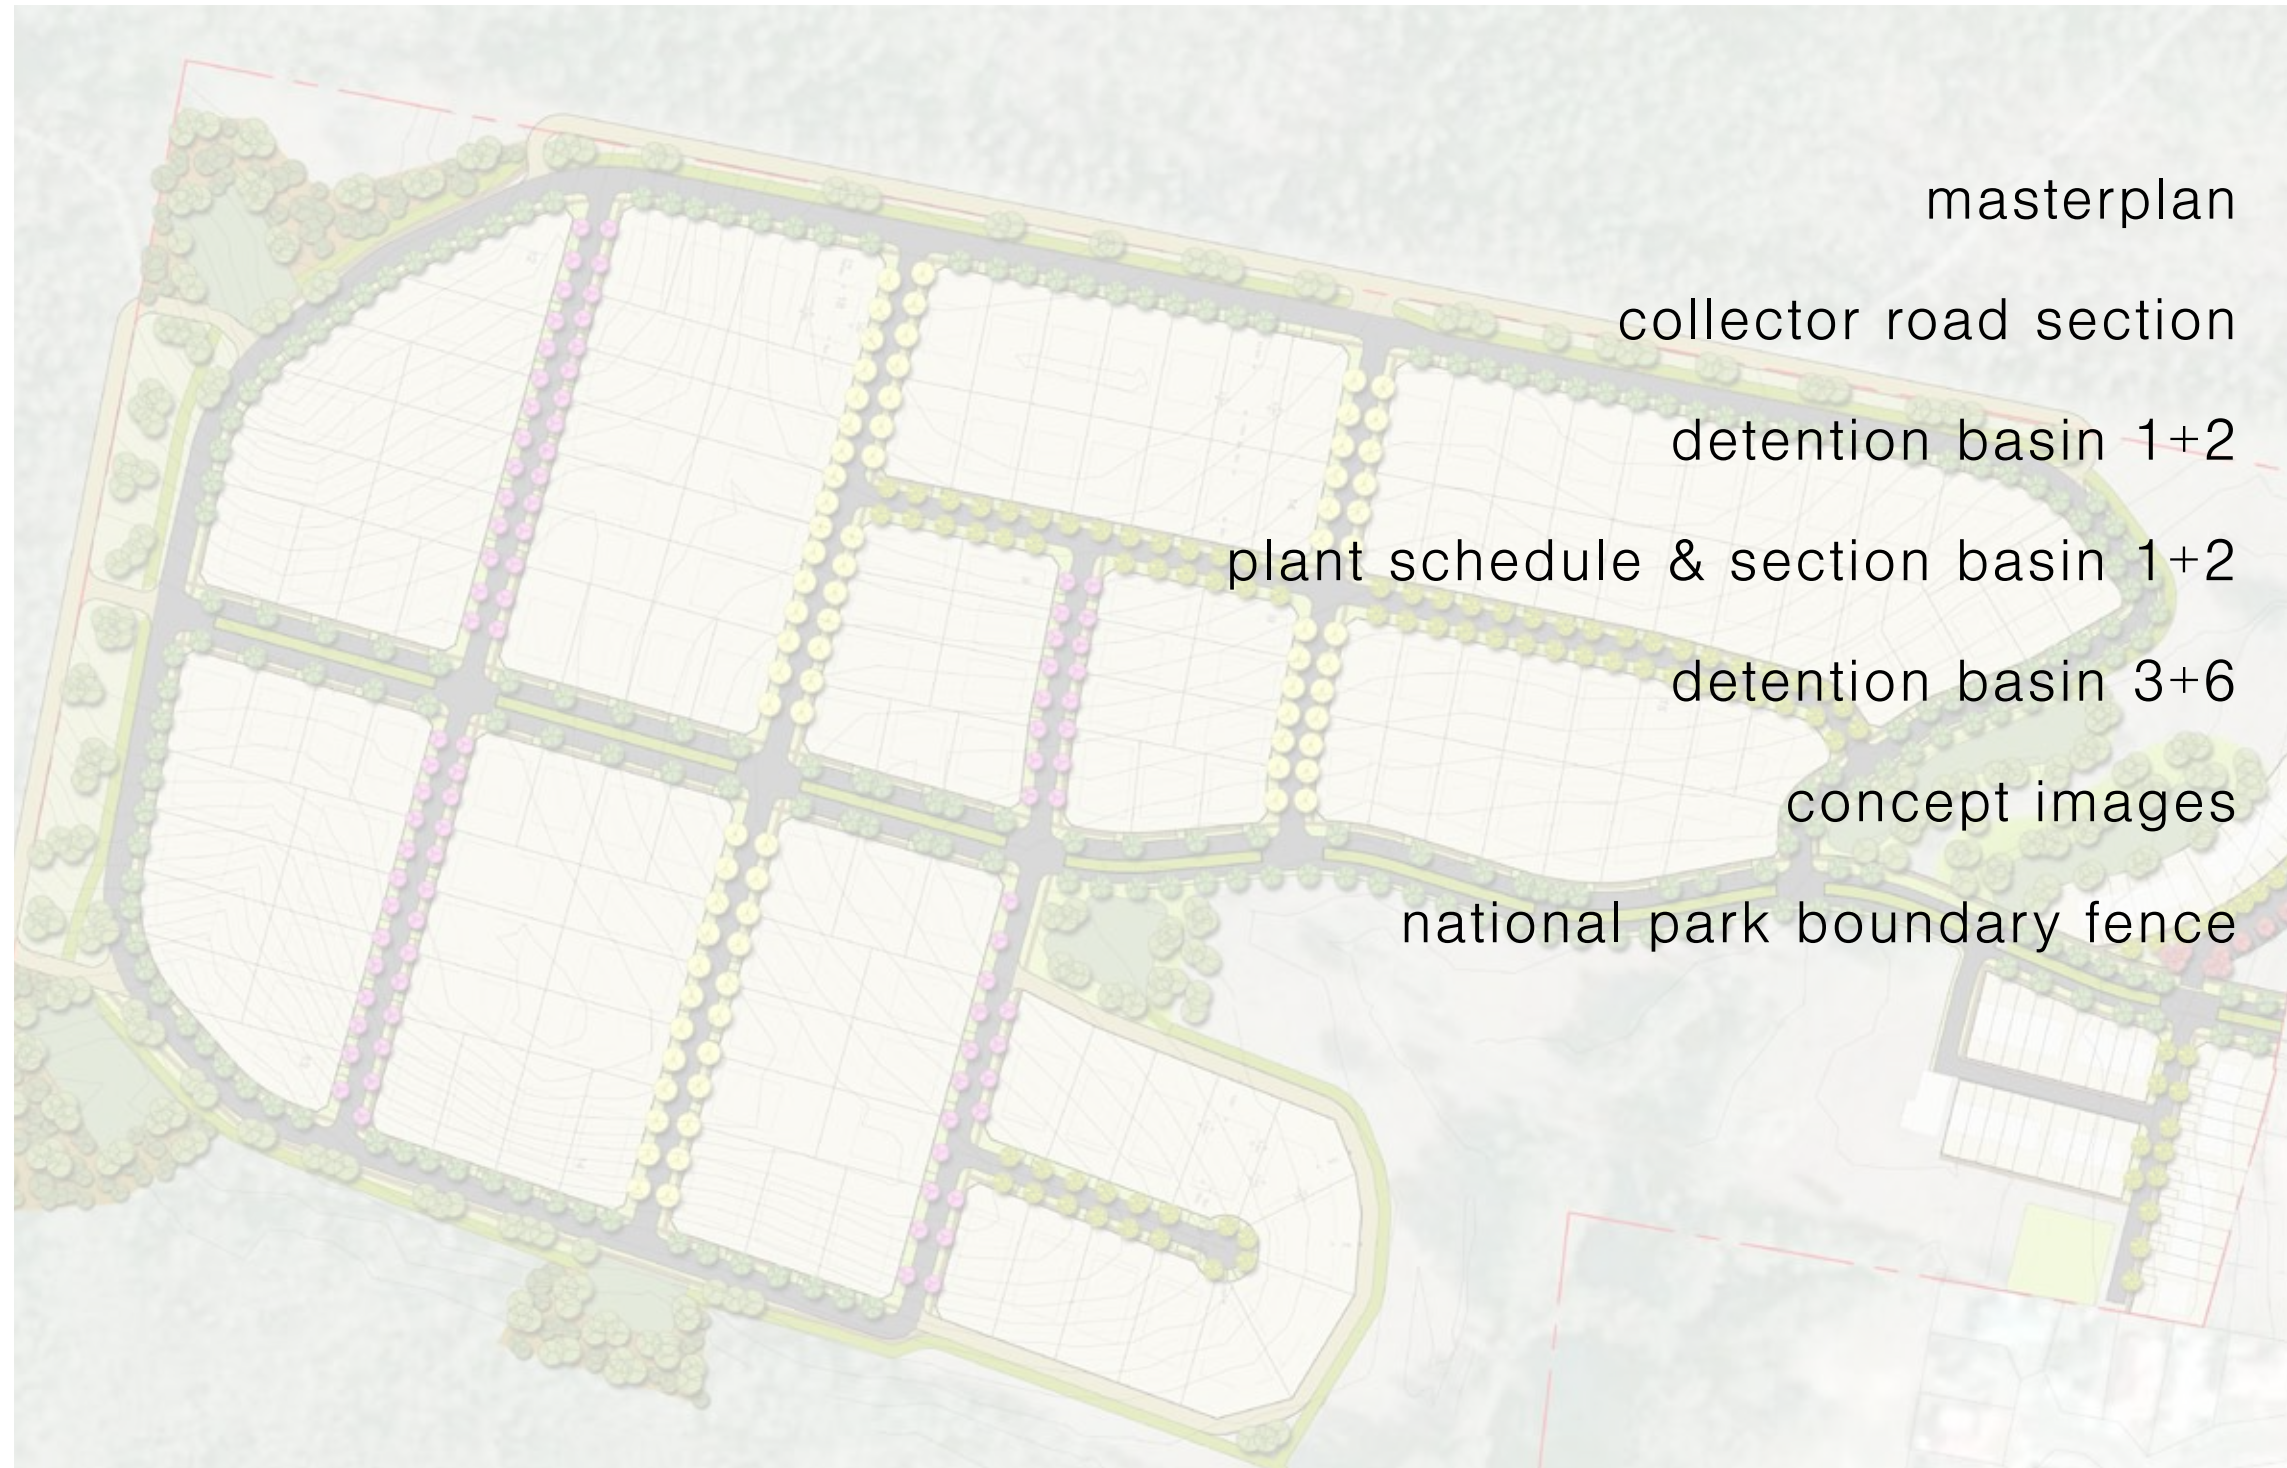 masterplan
collector road section
detention basin 1+2
plant schedule & section basin 1+2
detention basin 3+6
concept images
national park boundary fence